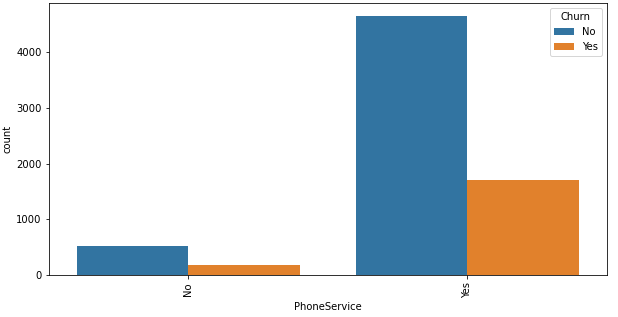 Churn
No
Yes
4000
3000
2000
1000
0
count
No
Yes
PhoneService